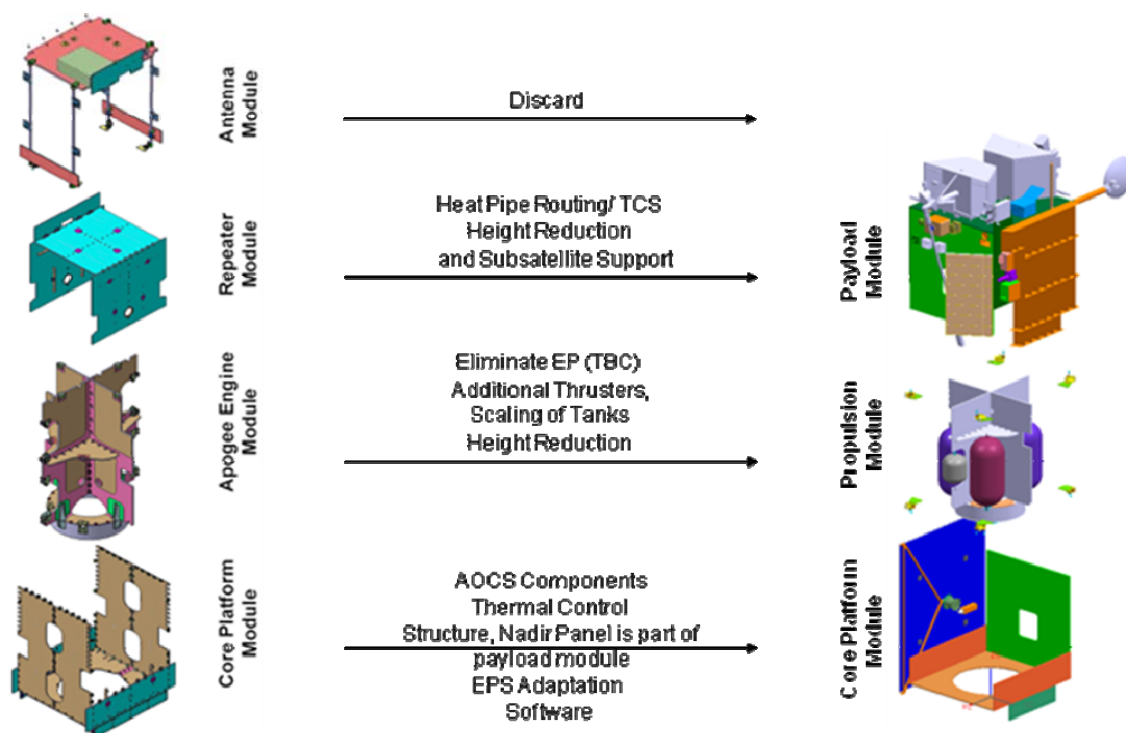 Antenna
Module
Discard
Repeater
Module
Heat Pipe Routing/ TCS
Height Reduction
and Subsatellite Support
Payload
Module
Apogee Engine
Module
Eliminate EP (TBC)
Additional Thrusters,
Scaling of Tanks
Height Reduction
Propulsion
Module
Core Platform
Module
AOCS Components
Thermal Control
Structure, Nadir Panel is part of
payload module
EPS Adaptation
Software
Core Platform
Module